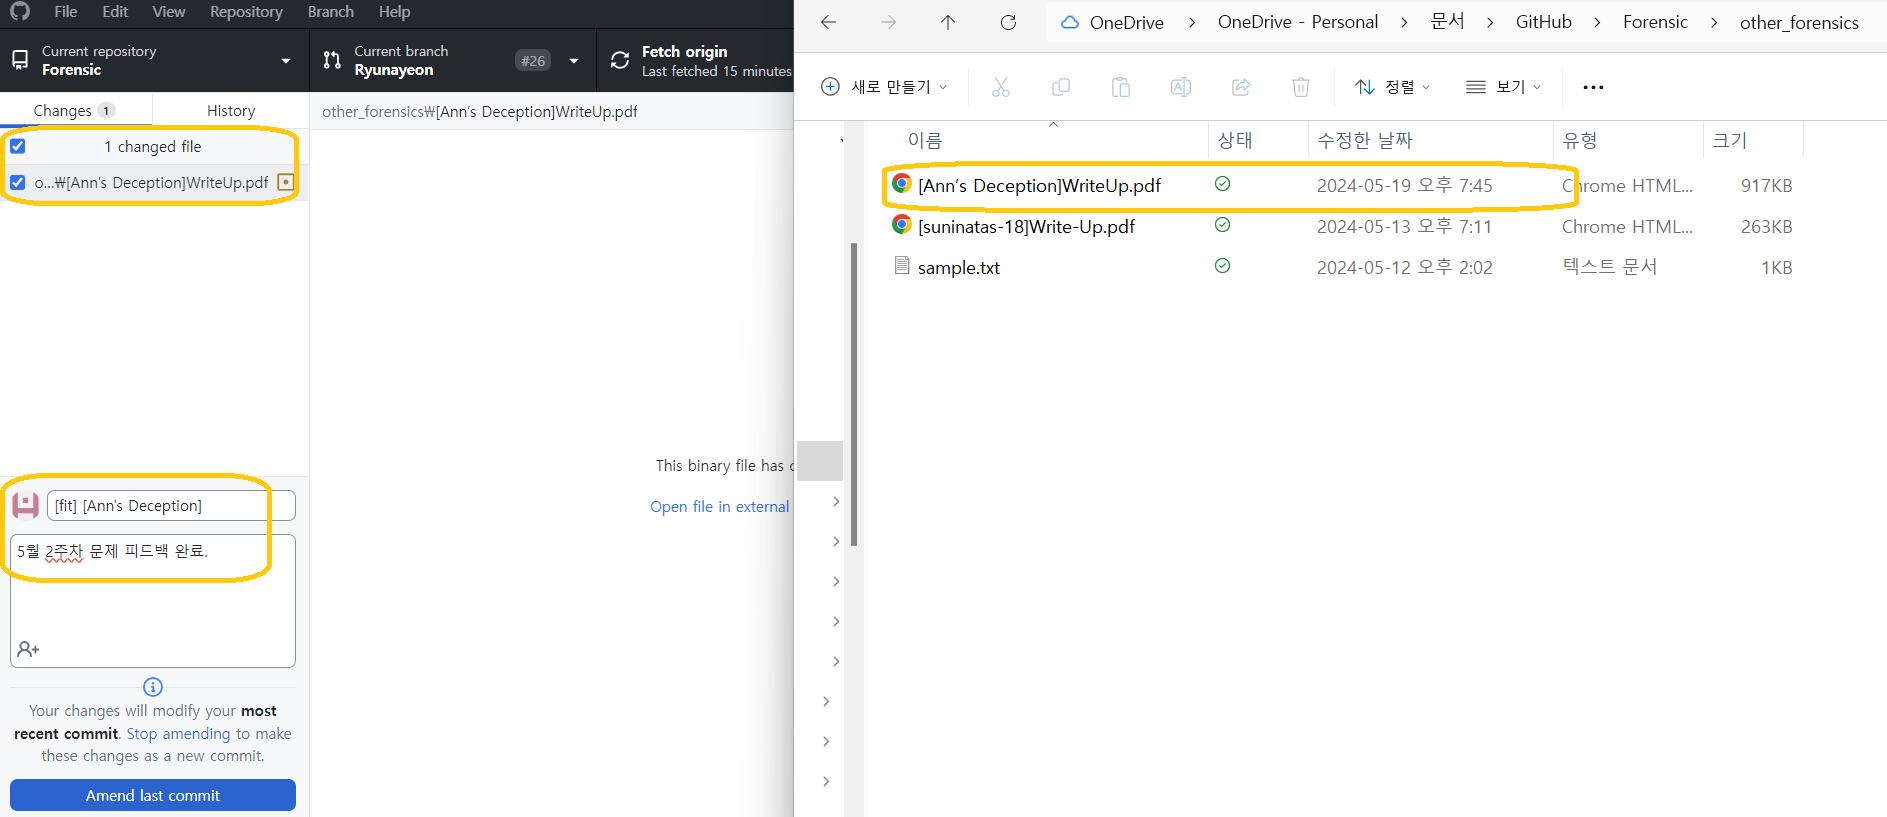 File Edit View Repository Branch Help
Current repository
Forensic
Current branch
Ryunayeon
#26
Fetch origin
Last fetched 15 minutes
Changes 1
History
other_forensics₩[Ann's Deception]WriteUp.pdf
1 changed file
o...₩[Ann's Deception]WriteUp.pdf
This binary file has c
Open file in external
[fit] [Ann's Deception]
5월 2주차 문제 피드백 완료.
Your changes will modify your most
recent commit. Stop amending to make
these changes as a new commit.
Amend last commit
OneDrive > OneDrive - Personal > 문서 > GitHub > Forensic > other_forensics
새로 만들기
정렬
보기
이름 상태 수정한 날짜 유형 크기
[Ann's Deception]WriteUp.pdf 2024-05-19 오후 7:45 Chrome HTML... 917KB
[suninatas-18]Write-Up.pdf 2024-05-13 오후 7:11 Chrome HTML... 263KB
sample.txt 2024-05-12 오후 2:02 텍스트 문서 1KB